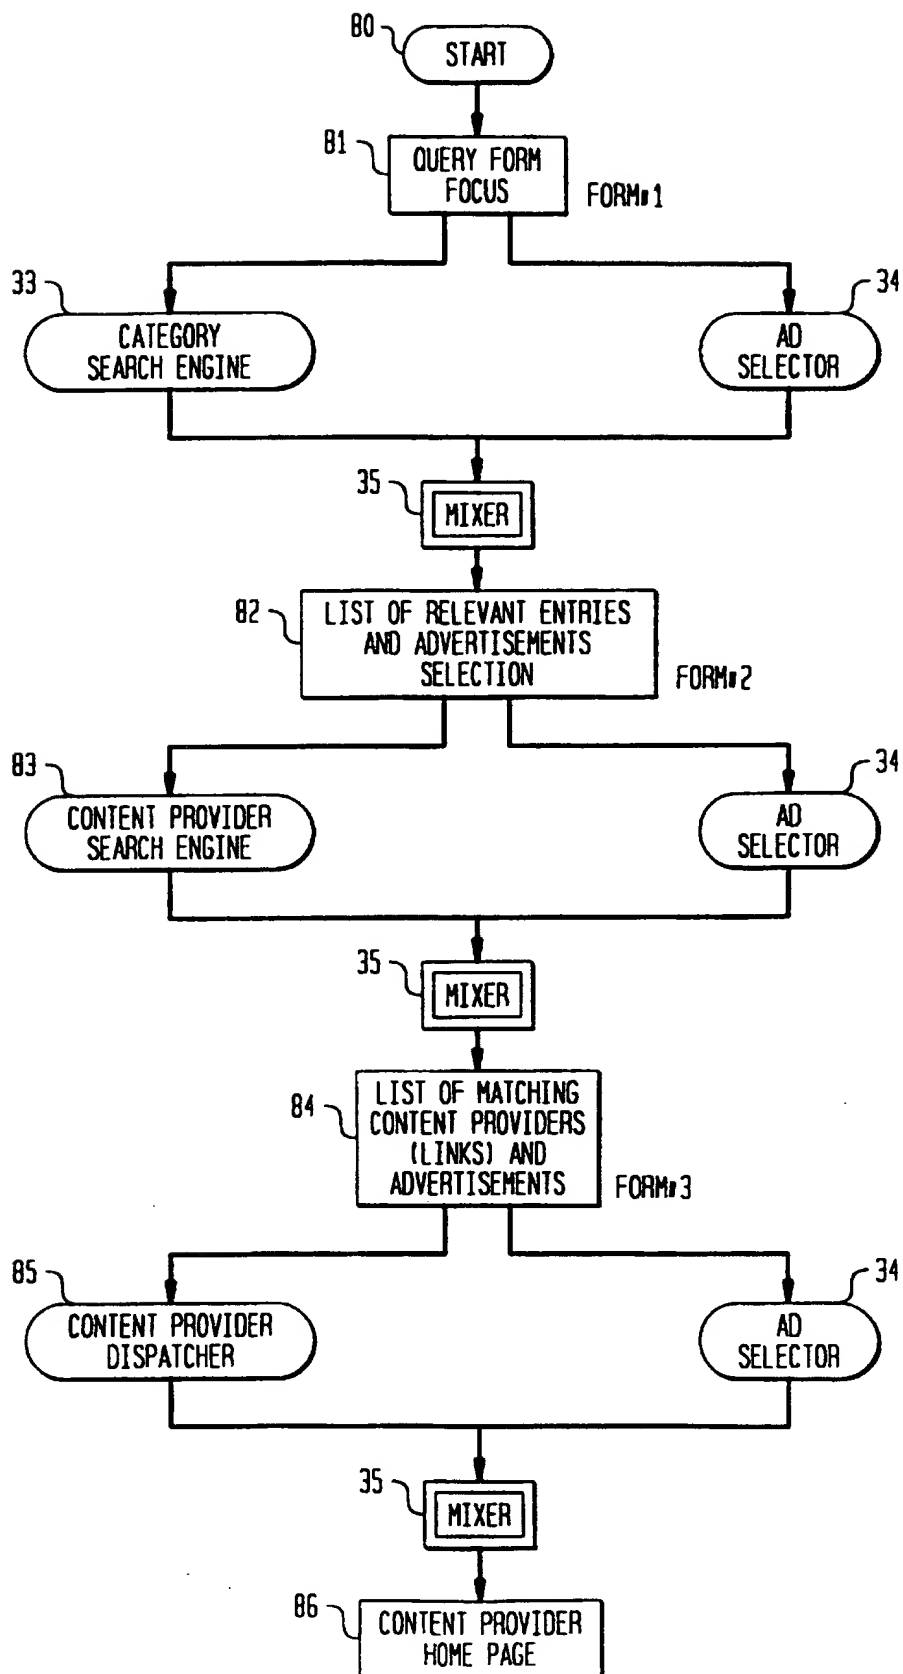 80
START
81
QUERY FORM
FOCUS
FORM#1
33
CATEGORY
SEARCH ENGINE
34
AD
SELECTOR
35
MIXER
82
LIST OF RELEVANT ENTRIES
AND ADVERTISEMENTS
SELECTION
FORM#2
83
CONTENT PROVIDER
SEARCH ENGINE
34
AD
SELECTOR
35
MIXER
84
LIST OF MATCHING
CONTENT PROVIDERS
(LINKS) AND
ADVERTISEMENTS
FORM#3
85
CONTENT PROVIDER
DISPATCHER
34
AD
SELECTOR
35
MIXER
86
CONTENT PROVIDER
HOME PAGE